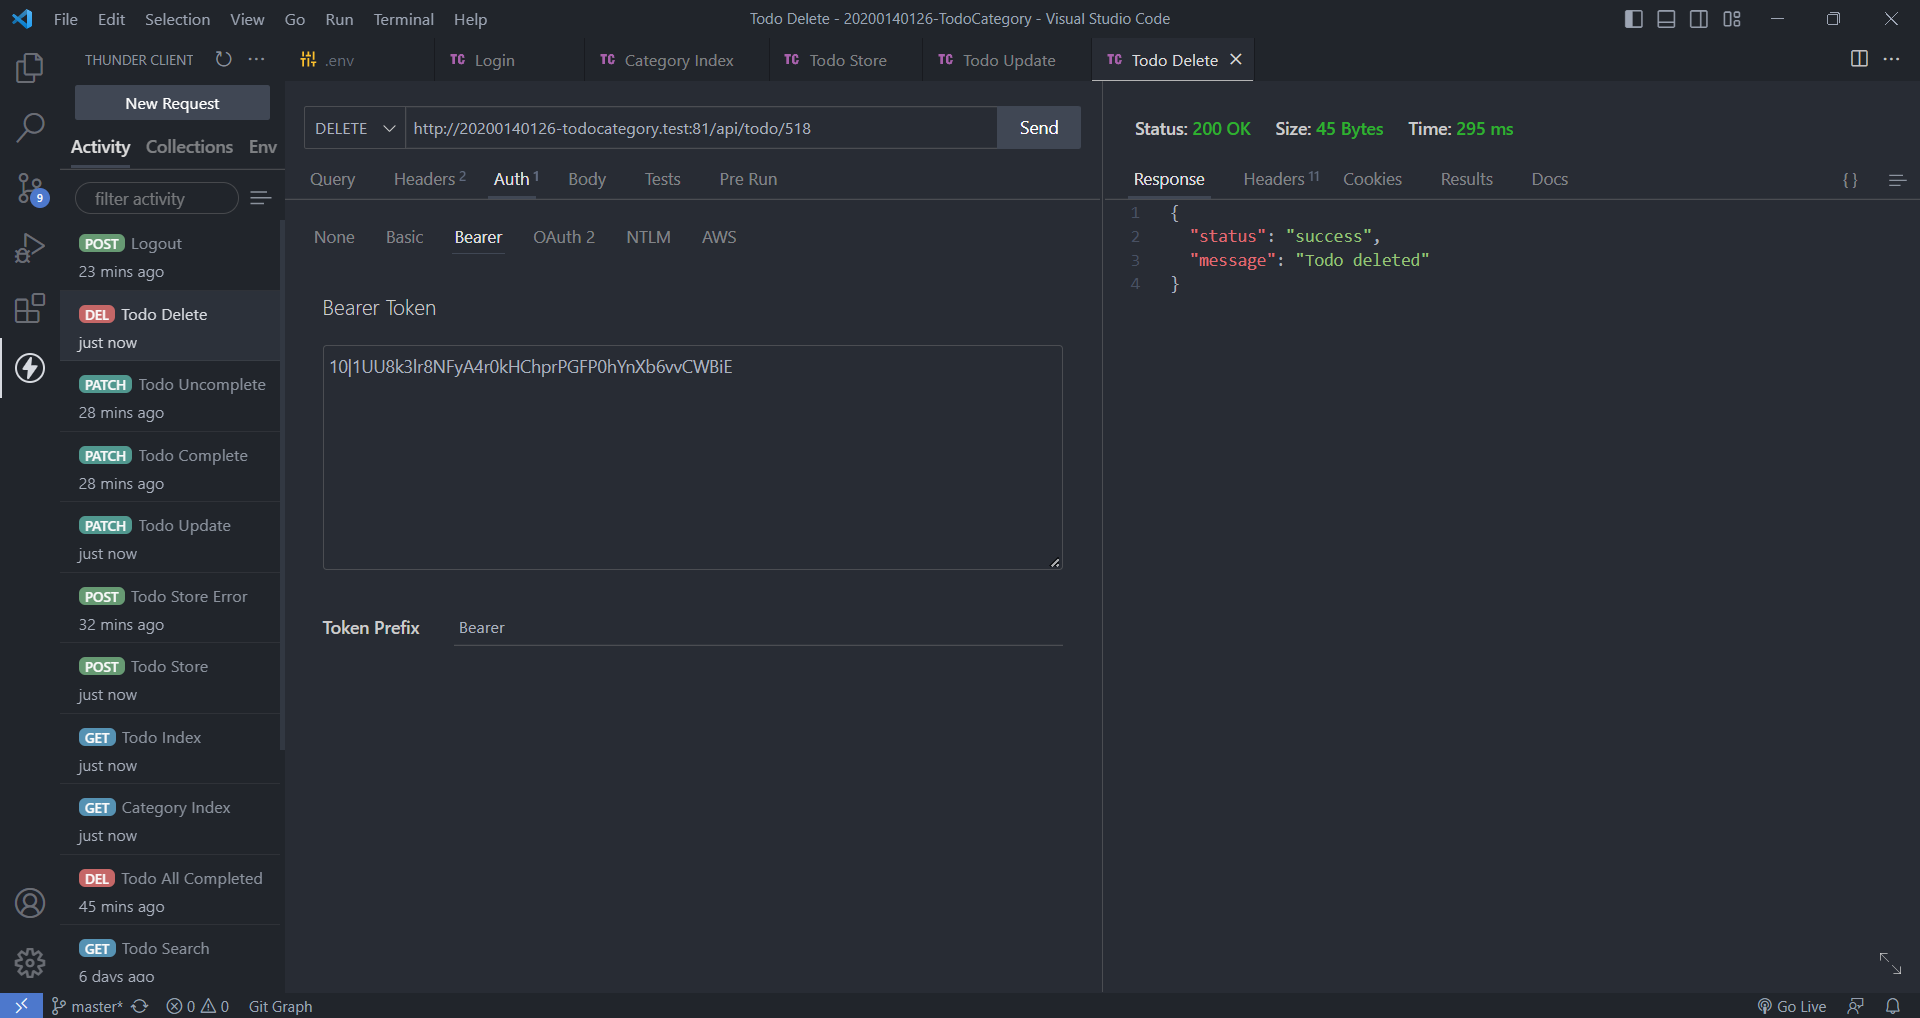 File Edit Selection View Go Run Terminal Help
Todo Delete - 20200140126-TodoCategory - Visual Studio Code
THUNDER CLIENT
.env
TC Login
TC Category Index
TC Todo Store
TC Todo Update
TC Todo Delete
New Request
Activity Collections Env
filter activity
POST Logout
23 mins ago
DEL Todo Delete
just now
PATCH Todo Uncomplete
28 mins ago
PATCH Todo Complete
28 mins ago
PATCH Todo Update
just now
POST Todo Store Error
32 mins ago
POST Todo Store
just now
GET Todo Index
just now
GET Category Index
just now
DEL Todo All Completed
45 mins ago
GET Todo Search
6 days ago
9
DELETE http://20200140126-todocategory.test:81/api/todo/518 Send
Query Headers 2 Auth 1 Body Tests Pre Run
None Basic Bearer OAuth 2 NTLM AWS
Bearer Token
10|1UU8k3lr8NFyA4r0kHChprPGFP0hYnXb6vvCWBiE
Token Prefix Bearer
Status: 200 OK Size: 45 Bytes Time: 295 ms
Response Headers 11 Cookies Results Docs { }
1 {
2 "status": "success",
3 "message": "Todo deleted"
4 }
master* 0 0 Git Graph
Go Live